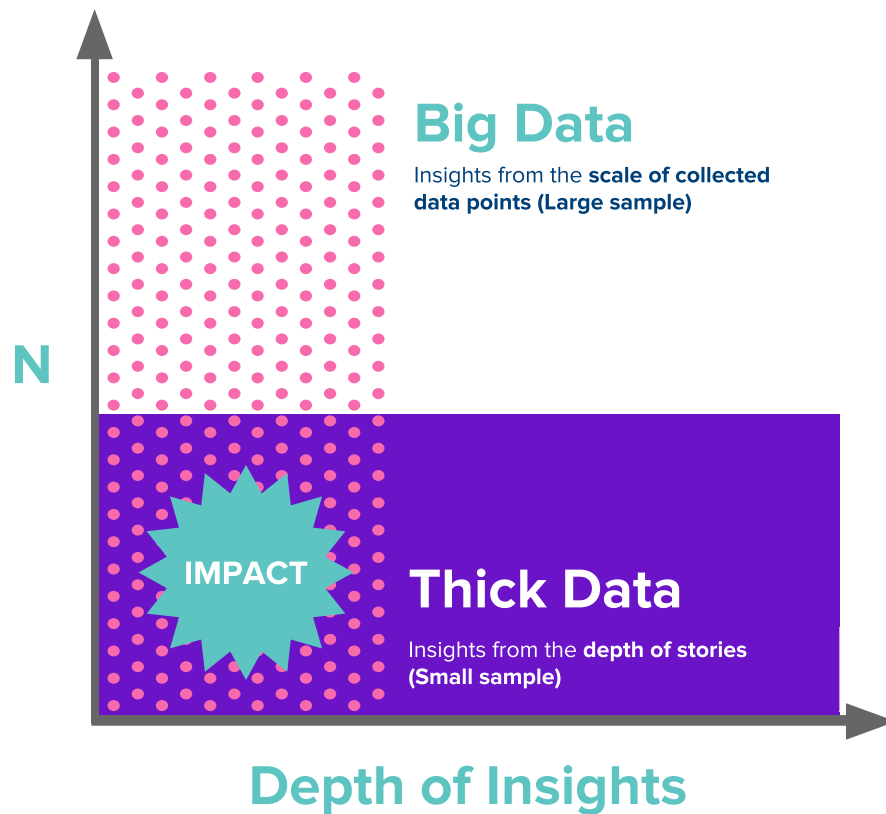 Big Data
Insights from the scale of collected
data points (Large sample)
N
IMPACT
Thick Data
Insights from the depth of stories
(Small sample)
Depth of Insights